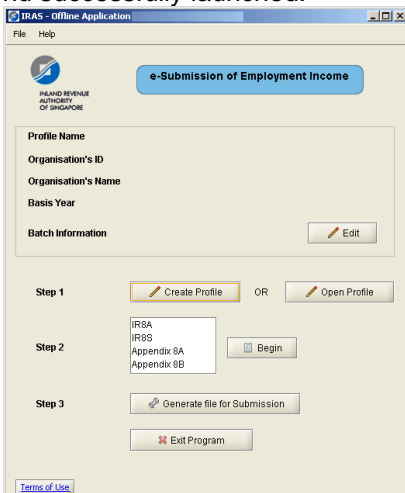 IRAS - Offline Application
File Help
INLAND REVENUE
AUTHORITY
OF SINGAPORE
e-Submission of Employment Income
Profile Name
Organisation's ID
Organisation's Name
Basis Year
Batch Information
Edit
Step 1
Create Profile OR Open Profile
Step 2
IR8A
IR8S
Appendix 8A
Appendix 8B
Begin
Step 3
Generate file for Submission
Exit Program
Terms of Use